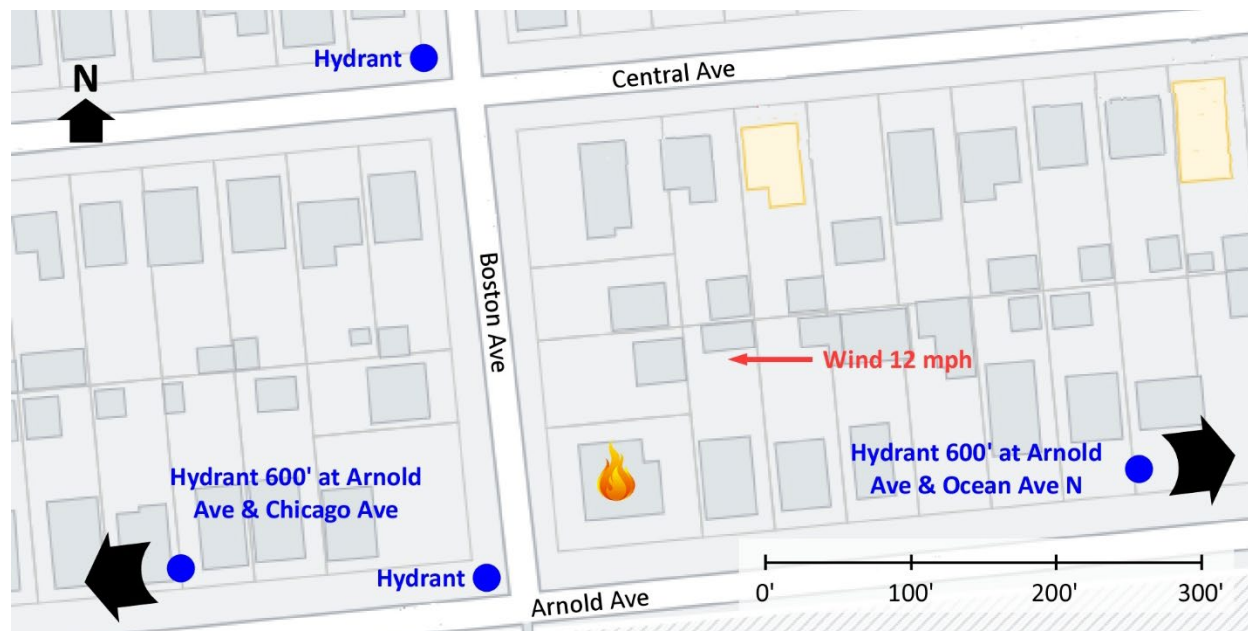 Hydrant
N
Central Ave
Boston Ave
Wind 12 mph
Hydrant 600' at Arnold
Ave & Chicago Ave
Hydrant 600' at Arnold
Ave & Ocean Ave N
Hydrant
Arnold Ave
0' 100' 200' 300'